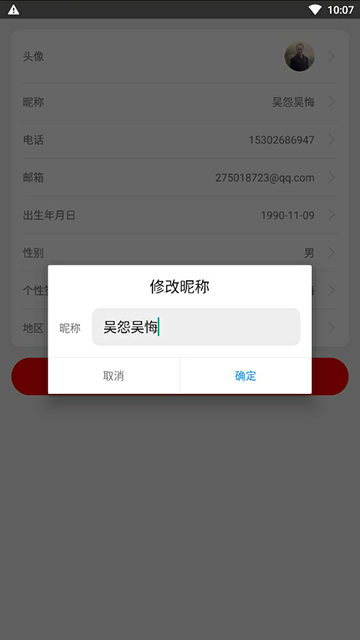 10:07
头像
昵称 吴怨吴悔
电话 15302686947
邮箱 275018723@qq.com
出生年月日 1990-11-09
性别 男
个性
地区
修改昵称
昵称 吴怨吴悔
取消 确定